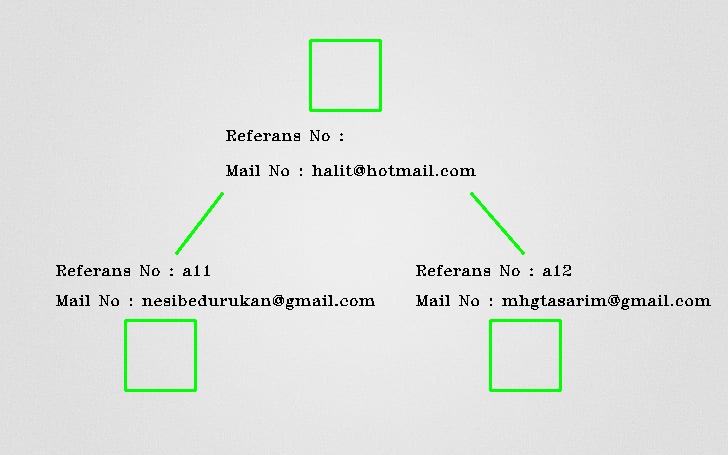 Referans No :
Mail No : halit@hotmail.com
Referans No : a11
Mail No : nesibedurukan@gmail.com
Referans No : a12
Mail No : mhgtasarim@gmail.com